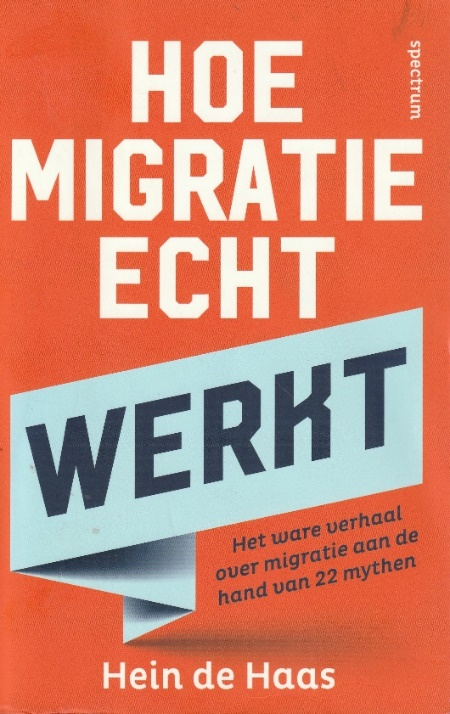 spectrum
HOE
MIGRATIE
ECHT
WERKT
Het ware verhaal
over migratie aan de
hand van 22 mythen
Hein de Haas